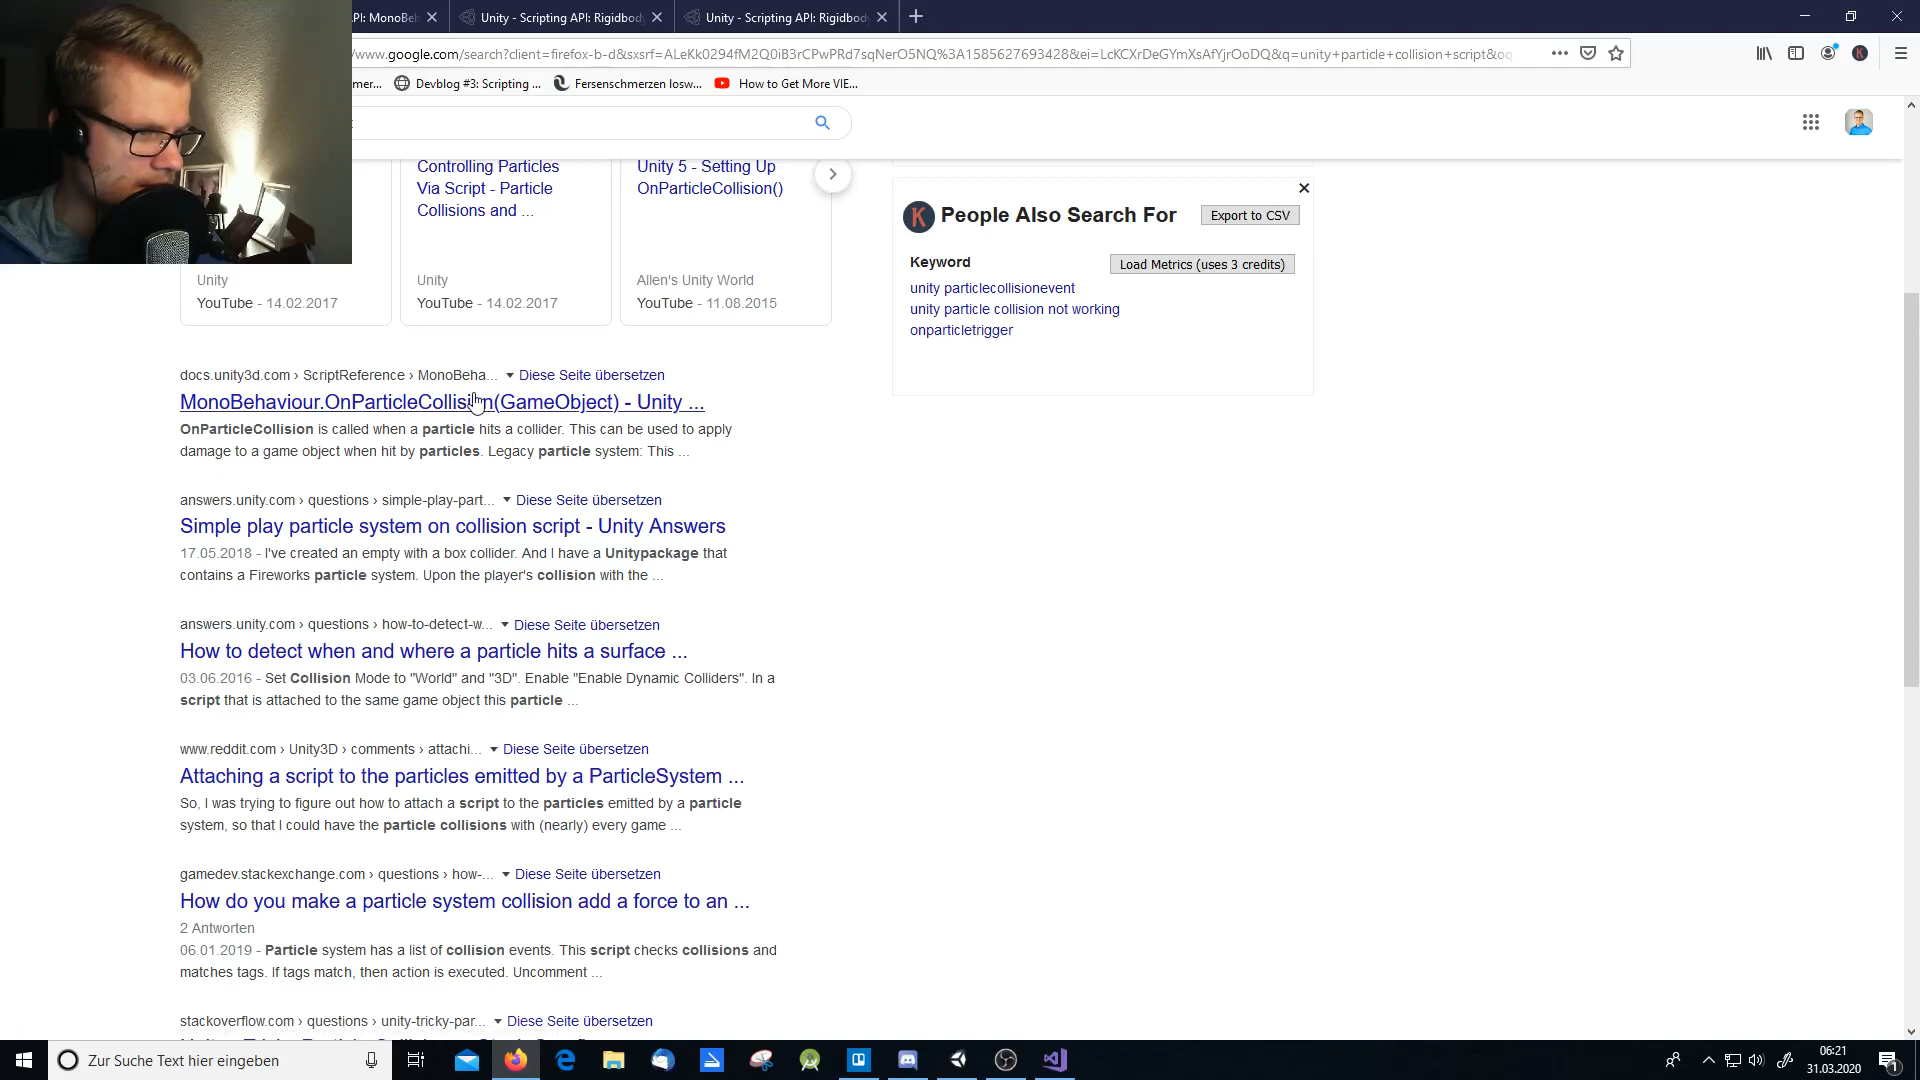 PI: MonoBeh
Unity - Scripting API: Rigidbody
Unity - Scripting API: Rigidbody
/www.google.com/search?client=firefox-b-d&sxsrf=ALeKk0294fM2Q0iB3rCPwPRd7sqNerO5NQ%3A1585627693428&ei=LcKCXrDeGYmXsAfYjrOoDQ&q=unity+particle+collision+script&oq
mer...
Devblog #3: Scripting ...
Fersenschmerzen losw...
How to Get More VIE...
Controlling Particles
Via Script - Particle
Collisions and ...
Unity 5 - Setting Up
OnParticleCollision()
Unity
YouTube - 14.02.2017
Unity
YouTube - 14.02.2017
Allen's Unity World
YouTube - 11.08.2015
K People Also Search For
Export to CSV
Keyword
Load Metrics (uses 3 credits)
unity particlecollisionevent
unity particle collision not working
onparticletrigger
docs.unity3d.com › ScriptReference › MonoBeha... Diese Seite übersetzen
MonoBehaviour.OnParticleCollision(GameObject) - Unity ...
OnParticleCollision is called when a particle hits a collider. This can be used to apply
damage to a game object when hit by particles. Legacy particle system: This ...
answers.unity.com › questions › simple-play-part... Diese Seite übersetzen
Simple play particle system on collision script - Unity Answers
17.05.2018 - I've created an empty with a box collider. And I have a Unitypackage that
contains a Fireworks particle system. Upon the player's collision with the ...
answers.unity.com › questions › how-to-detect-w... Diese Seite übersetzen
How to detect when and where a particle hits a surface ...
03.06.2016 - Set Collision Mode to "World" and "3D". Enable "Enable Dynamic Colliders". In a
script that is attached to the same game object this particle ...
www.reddit.com › Unity3D › comments › attachi... Diese Seite übersetzen
Attaching a script to the particles emitted by a ParticleSystem ...
So, I was trying to figure out how to attach a script to the particles emitted by a particle
system, so that I could have the particle collisions with (nearly) every game ...
gamedev.stackexchange.com › questions › how-... Diese Seite übersetzen
How do you make a particle system collision add a force to an ...
2 Antworten
06.01.2019 - Particle system has a list of collision events. This script checks collisions and
matches tags. If tags match, then action is executed. Uncomment ...
stackoverflow.com › questions › unity-tricky-par... Diese Seite übersetzen
Zur Suche Text hier eingeben
06:21
31.03.2020
1